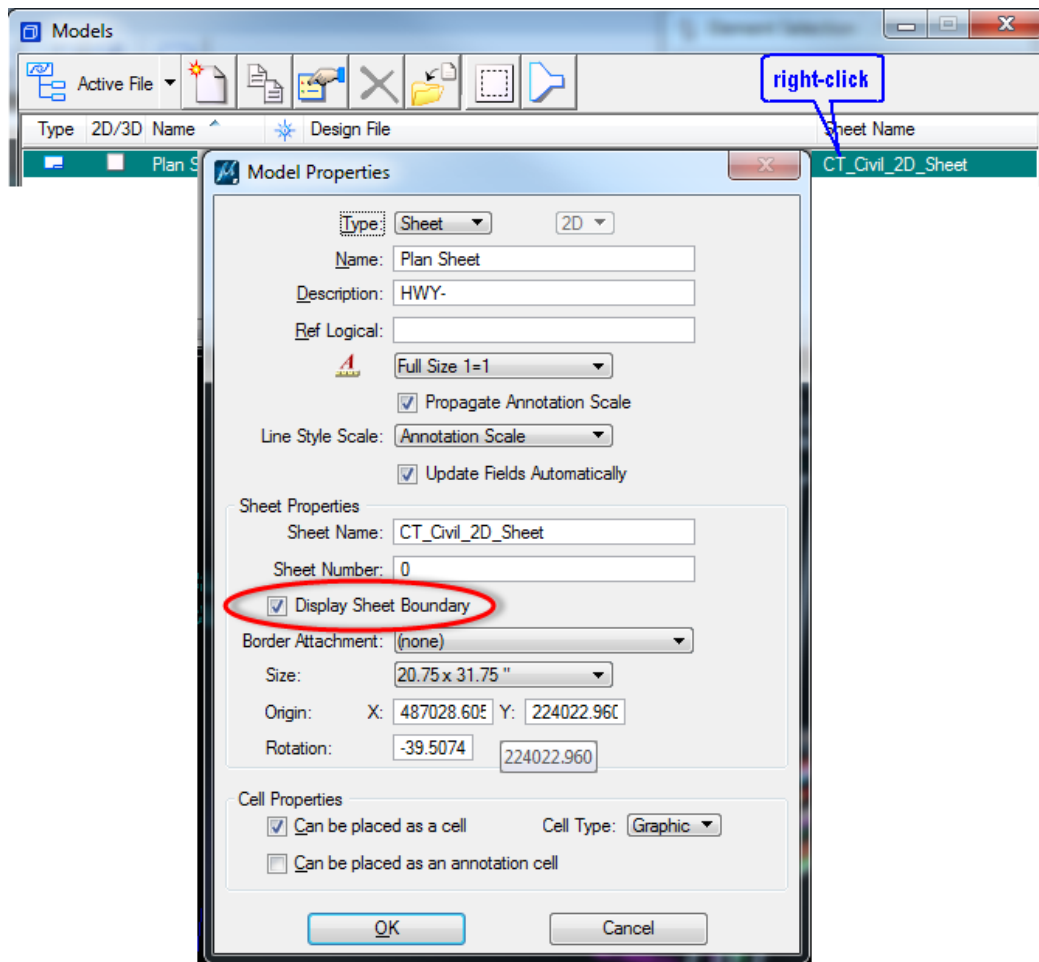 Models
Element Selection
Active File
right-click
Type 2D/3D Name Design File Sheet Name
Plan S CT_Civil_2D_Sheet
Model Properties
Type: Sheet 2D
Name: Plan Sheet
Description: HWY-
Ref Logical:
A Full Size 1=1
Propagate Annotation Scale
Line Style Scale: Annotation Scale
Update Fields Automatically
Sheet Properties
Sheet Name: CT_Civil_2D_Sheet
Sheet Number: 0
Display Sheet Boundary
Border Attachment: (none)
Size: 20.75 x 31.75 "
Origin: X: 487028.605 Y: 224022.960
Rotation: -39.5074 224022.960
Cell Properties
Can be placed as a cell Cell Type: Graphic
Can be placed as an annotation cell
OK Cancel